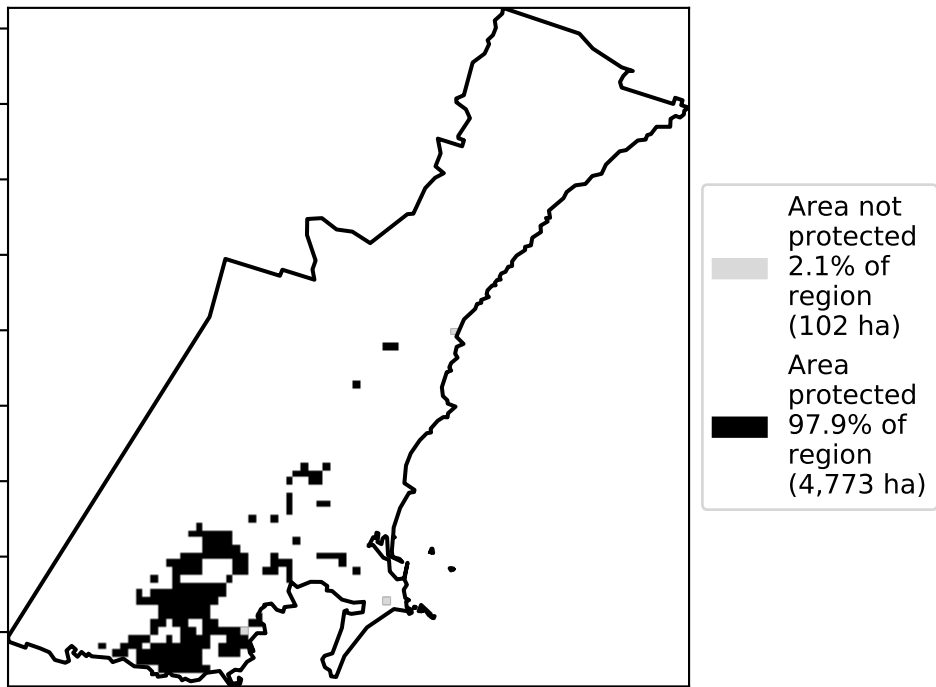 Area not
protected
2.1% of
region
(102 ha)
Area
protected
97.9% of
region
(4,773 ha)